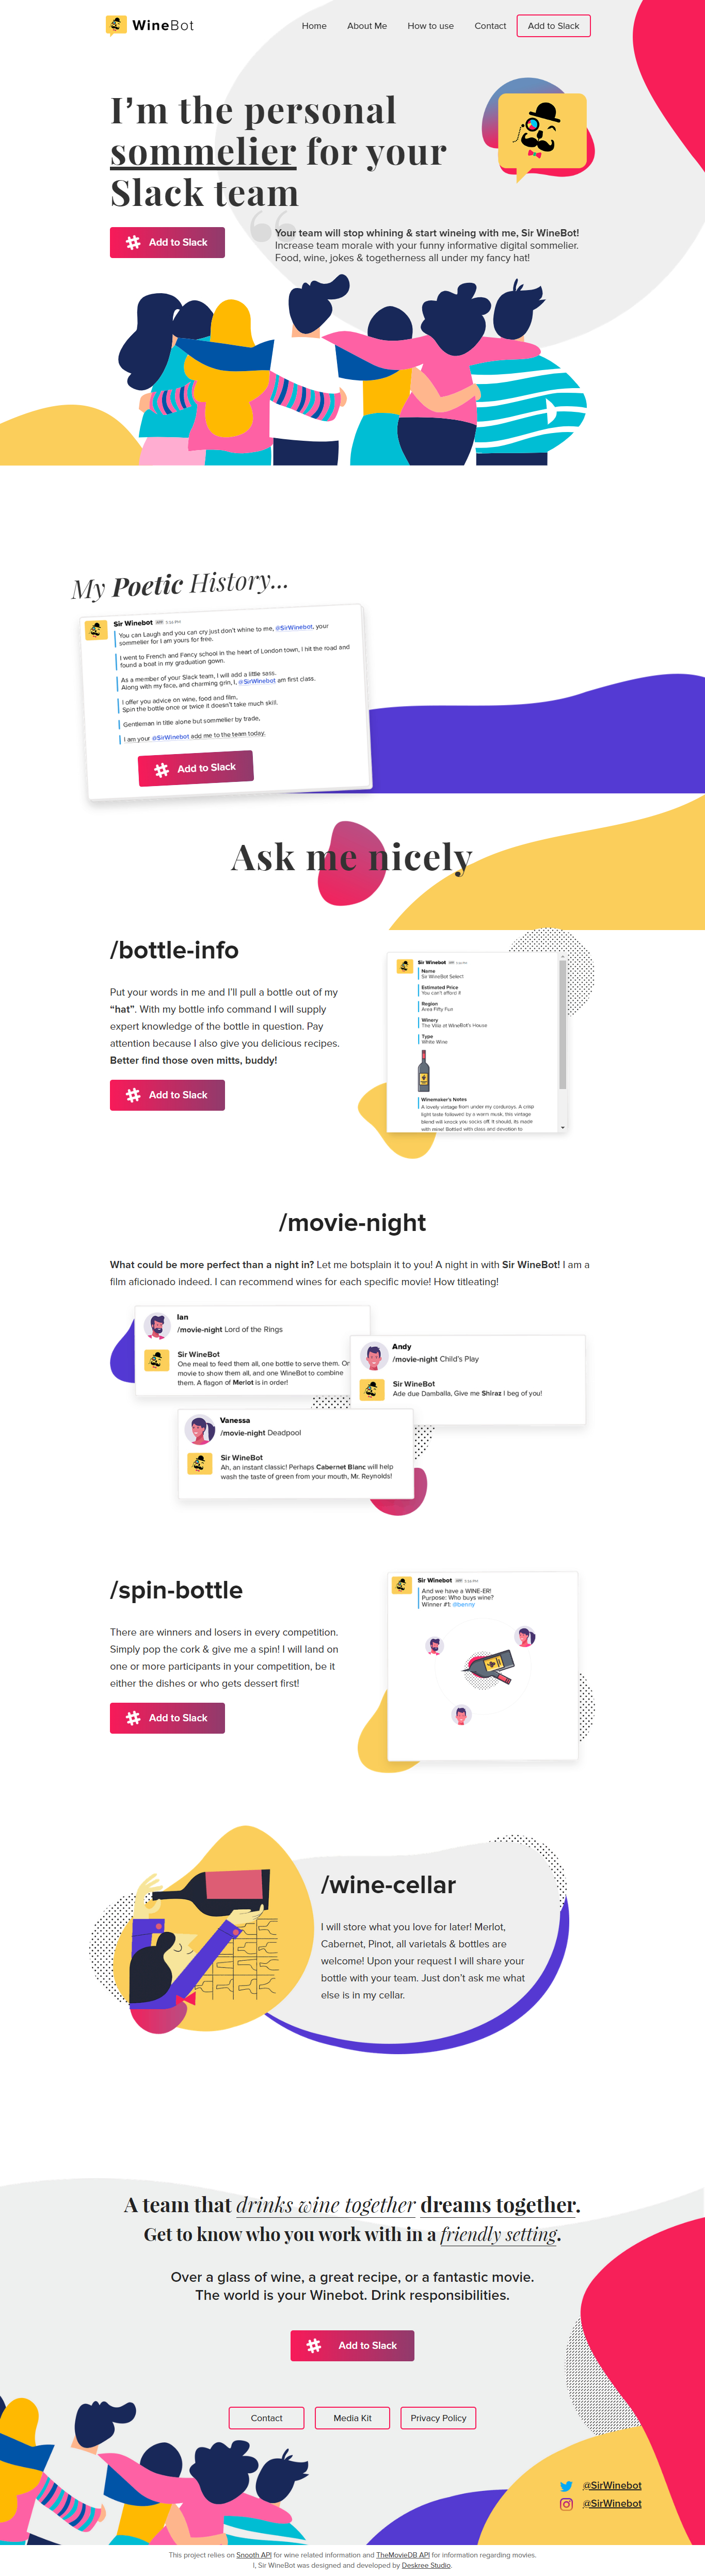 WineBot
Home About Me How to use Contact Add to Slack
I'm the personal
sommelier for your
Slack team
Add to Slack
Your team will stop whining & start wineing with me, Sir WineBot!
Increase team morale with your funny informative digital sommelier.
Food, wine, jokes & togetherness all under my fancy hat!
My Poetic History...
Sir Winebot APP 5:54 PM
You can Laugh and you can cry just don't whine to me, @SirWinebot, your
sommelier for I am yours for free.
I went to French and Fancy school in the heart of London town, I hit the road and
found a boat in my graduation gown.
As a member of your Slack team, I will add a little sass.
Along with my face, and charming grin, I, @SirWinebot am first class.
I offer you advice on wine, food and film,
Spin the bottle once or twice it doesn't take much skill.
Gentleman in title alone but sommelier by trade,
I am your @SirWinebot add me to the team today.
Add to Slack
Ask me nicely
/bottle-info
Put your words in me and I'll pull a bottle out of my
“hat”. With my bottle info command I will supply
expert knowledge of the bottle in question. Pay
attention because I also give you delicious recipes.
Better find those oven mitts, buddy!
Add to Slack
Sir Winebot APP
Name
Sir WineBot Select
Estimated Price
You can't afford it
Region
Area Fifty Fun
Winery
The Villa at WineBot's House
Type
White Wine
Winemaker's Notes
A lovely vintage from under my corduroys. A crisp
light taste followed by a warm musk, this vintage
blend will knock you socks off. It should, its made
with mine! Bottled with class and devotion to
/movie-night
What could be more perfect than a night in? Let me botsplain it to you! A night in with Sir WineBot! I am a
film aficionado indeed. I can recommend wines for each specific movie! How titleating!
Ian
/movie-night Lord of the Rings
Sir WineBot
One meal to feed them all, one bottle to serve them. On
movie to show them all, and one WineBot to combine
them. A flagon of Merlot is in order!
Andy
/movie-night Child's Play
Sir WineBot
Ade due Damballa, Give me Shiraz I beg of you!
Vanessa
/movie-night Deadpool
Sir WineBot
Ah, an instant classic! Perhaps Cabernet Blanc will help
wash the taste of green from your mouth, Mr. Reynolds!
/spin-bottle
There are winners and losers in every competition.
Simply pop the cork & give me a spin! I will land on
one or more participants in your competition, be it
either the dishes or who gets dessert first!
Add to Slack
Sir Winebot APP 5:54 PM
And we have a WINE-ER!
Purpose: Who buys wine?
Winner #1: @benny
/wine-cellar
I will store what you love for later! Merlot,
Cabernet, Pinot, all varietals & bottles are
welcome! Upon your request I will share your
bottle with your team. Just don't ask me what
else is in my cellar.
A team that drinks wine together dreams together.
Get to know who you work with in a friendly setting.
Over a glass of wine, a great recipe, or a fantastic movie.
The world is your Winebot. Drink responsibilities.
Add to Slack
Contact Media Kit Privacy Policy
@SirWinebot
@SirWinebot
This project relies on Snooth API for wine related information and TheMovieDB API for information regarding movies.
I, Sir WineBot was designed and developed by Deskree Studio.